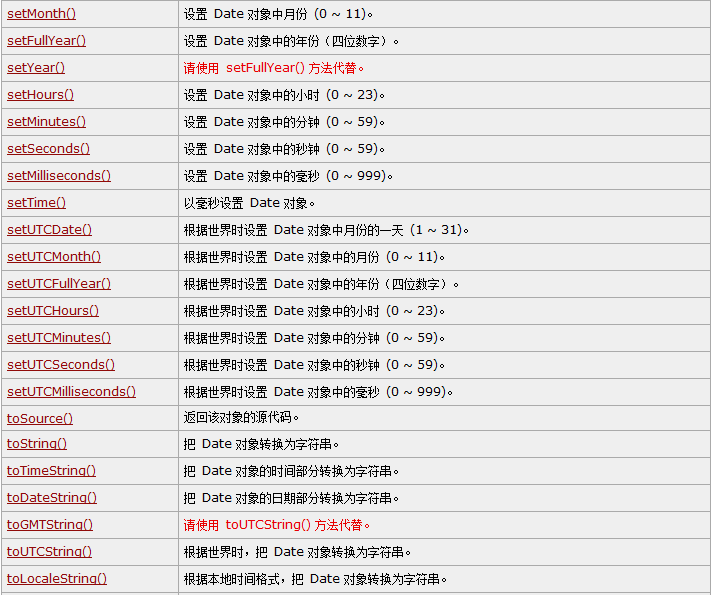 setMonth() 设置 Date 对象中月份 (0 ~ 11)。
setFullYear() 设置 Date 对象中的年份（四位数字）。
setYear() 请使用 setFullYear() 方法代替。
setHours() 设置 Date 对象中的小时 (0 ~ 23)。
setMinutes() 设置 Date 对象中的分钟 (0 ~ 59)。
setSeconds() 设置 Date 对象中的秒钟 (0 ~ 59)。
setMilliseconds() 设置 Date 对象中的毫秒 (0 ~ 999)。
setTime() 以毫秒设置 Date 对象。
setUTCDate() 根据世界时设置 Date 对象中月份的一天 (1 ~ 31)。
setUTCMonth() 根据世界时设置 Date 对象中的月份 (0 ~ 11)。
setUTCFullYear() 根据世界时设置 Date 对象中的年份（四位数字）。
setUTCHours() 根据世界时设置 Date 对象中的小时 (0 ~ 23)。
setUTCMinutes() 根据世界时设置 Date 对象中的分钟 (0 ~ 59)。
setUTCSeconds() 根据世界时设置 Date 对象中的秒钟 (0 ~ 59)。
setUTCMilliseconds() 根据世界时设置 Date 对象中的毫秒 (0 ~ 999)。
toSource() 返回该对象的源代码。
toString() 把 Date 对象转换为字符串。
toTimeString() 把 Date 对象的时间部分转换为字符串。
toDateString() 把 Date 对象的日期部分转换为字符串。
toGMTString() 请使用 toUTCString() 方法代替。
toUTCString() 根据世界时，把 Date 对象转换为字符串。
toLocaleString() 根据本地时间格式，把 Date 对象转换为字符串。